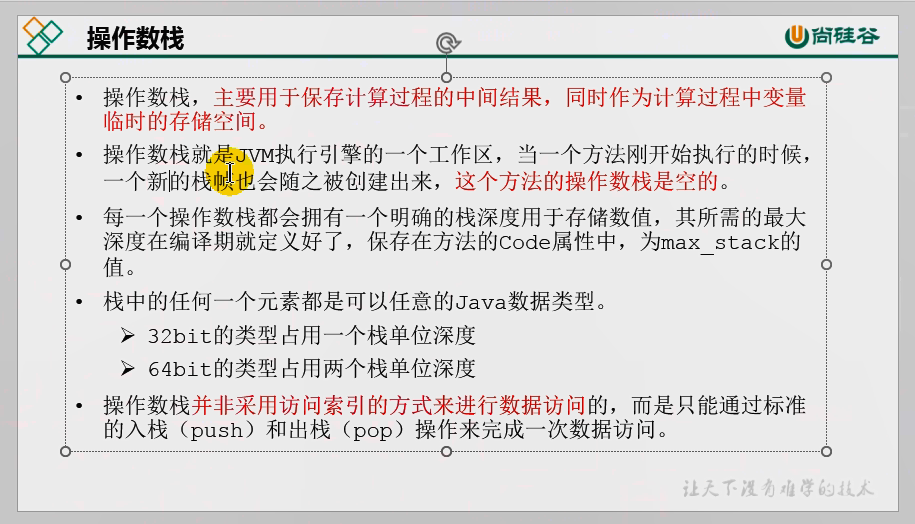 操作数栈
尚硅谷
• 操作数栈，主要用于保存计算过程的中间结果，同时作为计算过程中变量
临时的存储空间。
• 操作数栈就是JVM执行引擎的一个工作区，当一个方法刚开始执行的时候，
一个新的栈帧也会随之被创建出来，这个方法的操作数栈是空的。
• 每一个操作数栈都会拥有一个明确的栈深度用于存储数值，其所需的最大
深度在编译期就定义好了，保存在方法的Code属性中，为max_stack的
值。
• 栈中的任何一个元素都是可以任意的Java数据类型。
➢ 32bit的类型占用一个栈单位深度
➢ 64bit的类型占用两个栈单位深度
• 操作数栈并非采用访问索引的方式来进行数据访问的，而是只能通过标准
的入栈（push）和出栈（pop）操作来完成一次数据访问。
让天下没有难学的技术